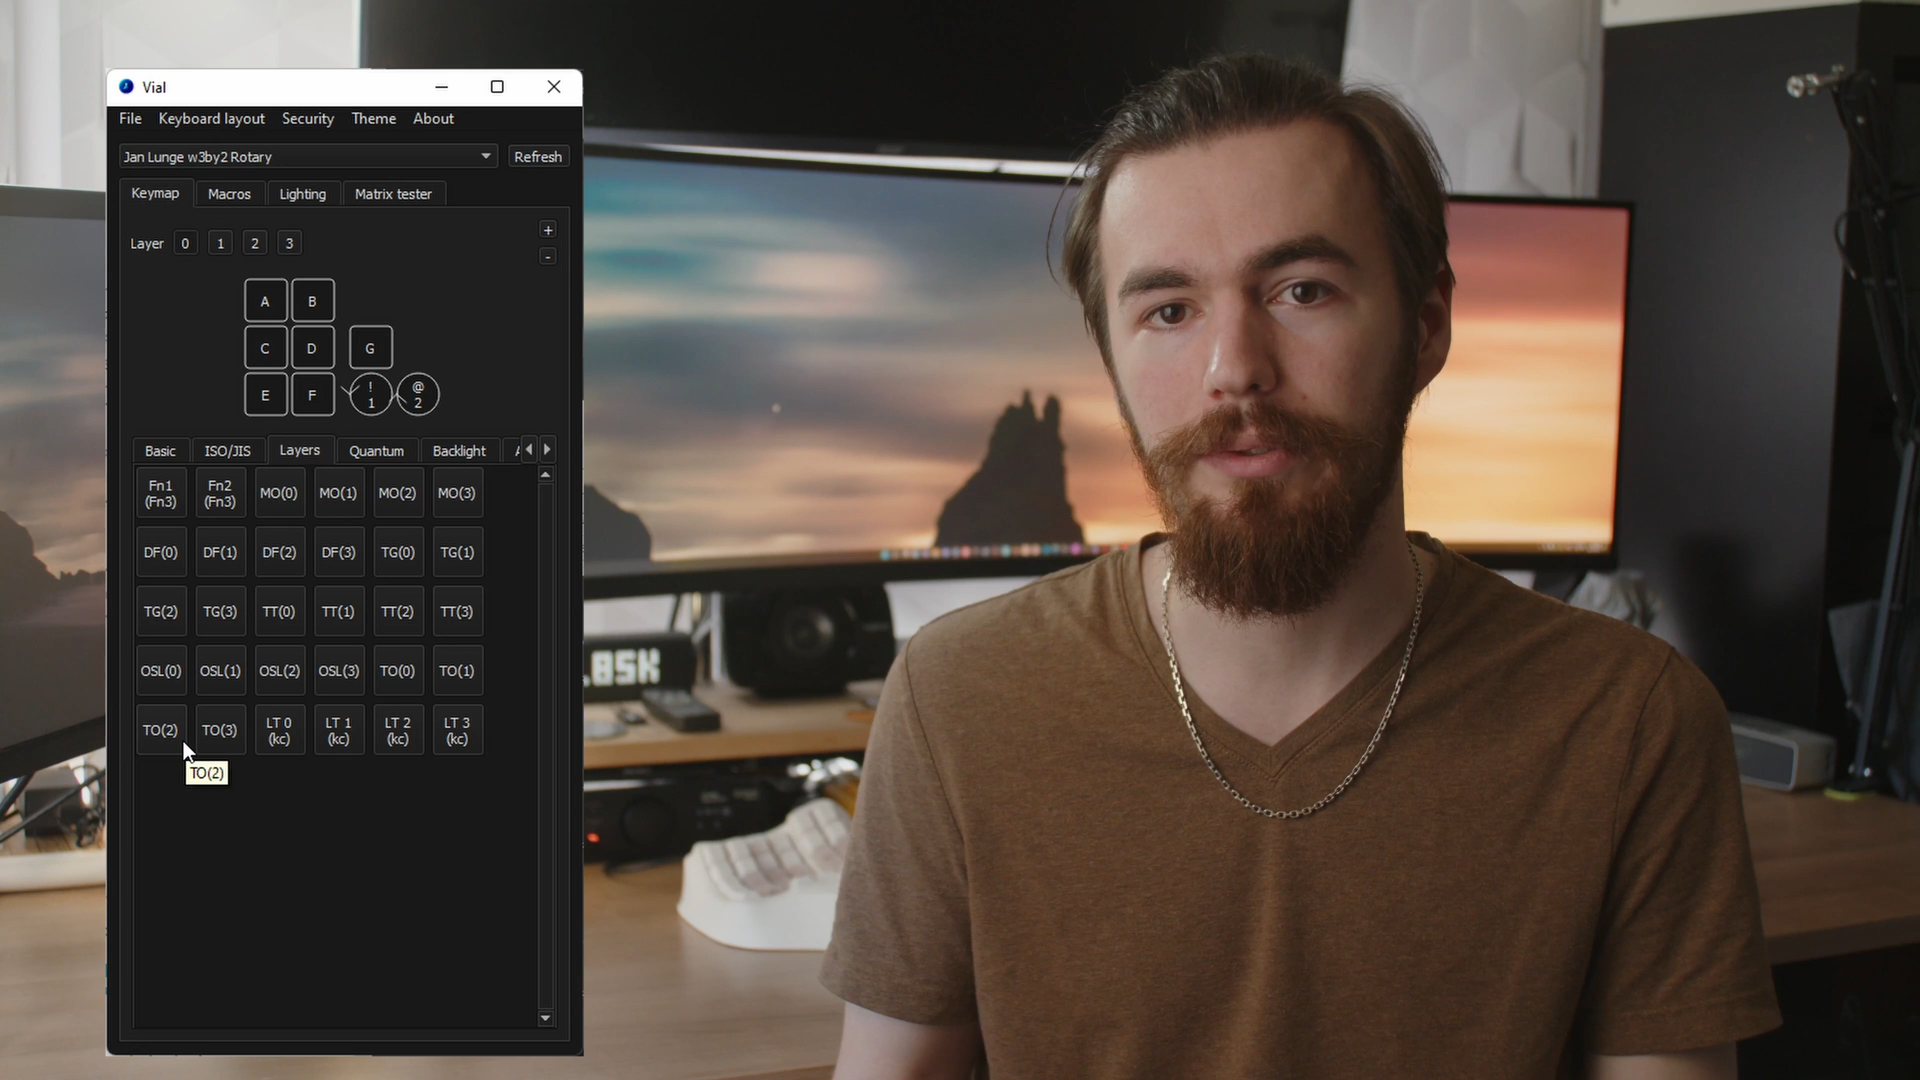 Vial
File Keyboard layout Security Theme About
Jan Lunge w3by2 Rotary Refresh
Keymap Macros Lighting Matrix tester
+
Layer 0 1 2 3
-
A B
C D G
E F ! 1 @ 2
Basic ISO/JIS Layers Quantum Backlight
Fn1 (Fn3) Fn2 (Fn3) MO(0) MO(1) MO(2) MO(3)
DF(0) DF(1) DF(2) DF(3) TG(0) TG(1)
TG(2) TG(3) TT(0) TT(1) TT(2) TT(3)
OSL(0) OSL(1) OSL(2) OSL(3) TO(0) TO(1)
TO(2) TO(3) LT 0 (kc) LT 1 (kc) LT 2 (kc) LT 3 (kc)
TO(2)
.85K